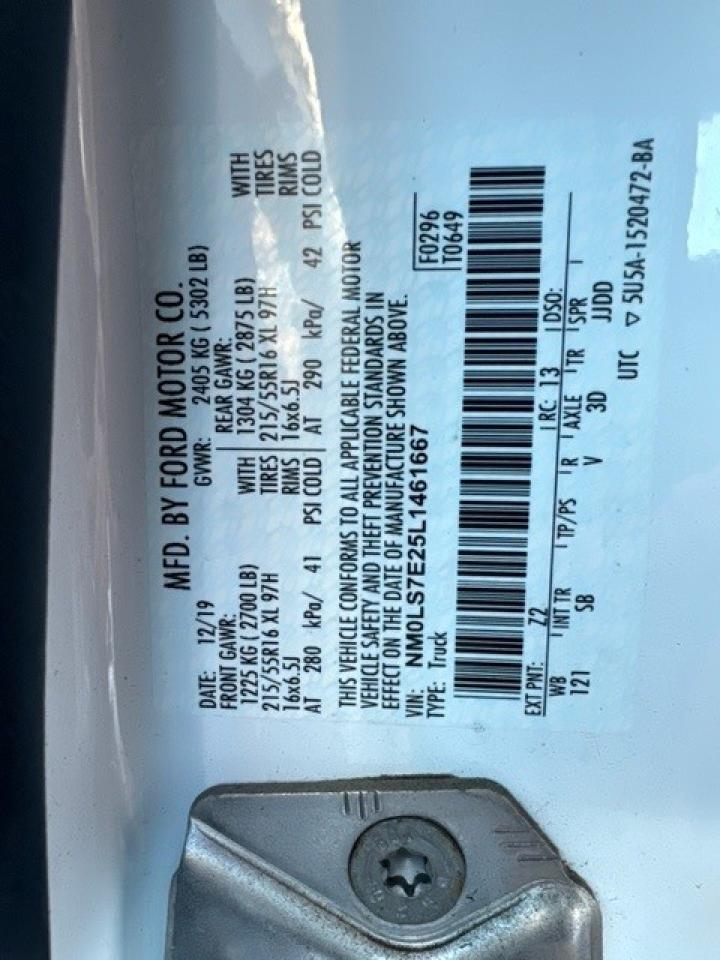 MFD. BY FORD MOTOR CO.
DATE: 12/19 GVWR: 2405 KG ( 5302 LB)
FRONT GAWR: REAR GAWR:
1225 KG ( 2700 LB) WITH 1304 KG ( 2875 LB) WITH
215/55R16 XL 97H TIRES 215/55R16 XL 97H TIRES
16x6.5J RIMS 16x6.5J RIMS
AT 280 kPa/ 41 PSI COLD AT 290 kPa/ 42 PSI COLD
THIS VEHICLE CONFORMS TO ALL APPLICABLE FEDERAL MOTOR
VEHICLE SAFETY AND THEFT PREVENTION STANDARDS IN
EFFECT ON THE DATE OF MANUFACTURE SHOWN ABOVE.
VIN: NM0LS7E25L1461667 F0296
TYPE: Truck T0649
EXT PNT: Z2 RC: 13 DSO:
WB INT TR TP/PS R AXLE TR SPR
121 SB V 3D JJDD
UTC ▽ 5U5A-1520472-BA